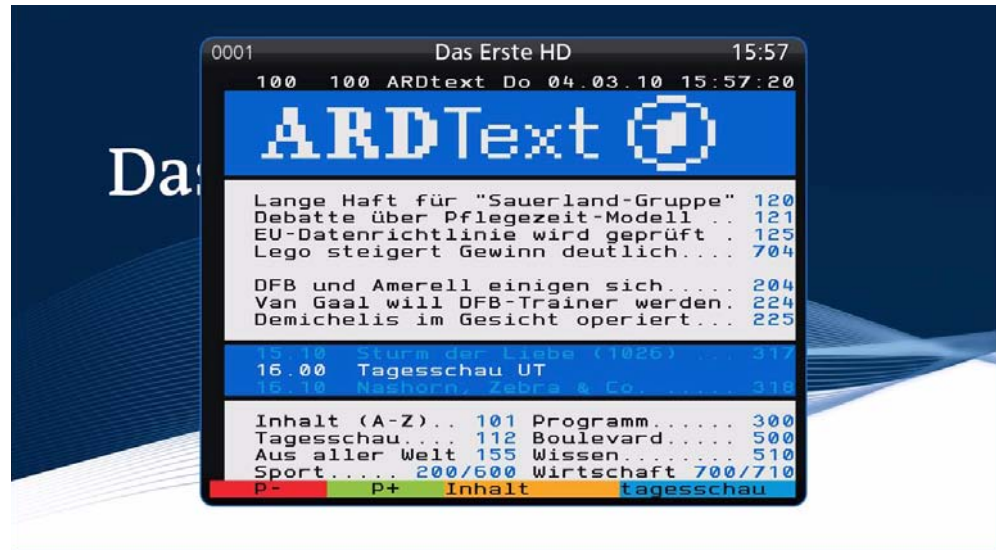 0001 Das Erste HD 15:57
100 100 ARDtext Do 04.03.10 15:57:20
ARDText
Das
Lange Haft für "Sauerland-Gruppe" 120
Debatte über Pflegezeit-Modell .. 121
EU-Datenrichtlinie wird geprüft . 125
Lego steigert Gewinn deutlich.... 704
DFB und Amerell einigen sich..... 204
Van Gaal will DFB-Trainer werden. 224
Demichelis im Gesicht operiert... 225
15.10 Sturm der Liebe (1026) ... 317
16.00 Tagesschau UT
16.10 Nashorn, Zebra & Co. ..... 318
Inhalt (A-Z).. 101 Programm...... 300
Tagesschau.... 112 Boulevard..... 500
Aus aller Welt 155 Wissen........ 510
Sport..... 200/600 Wirtschaft 700/710
P- P+ Inhalt tagesschau